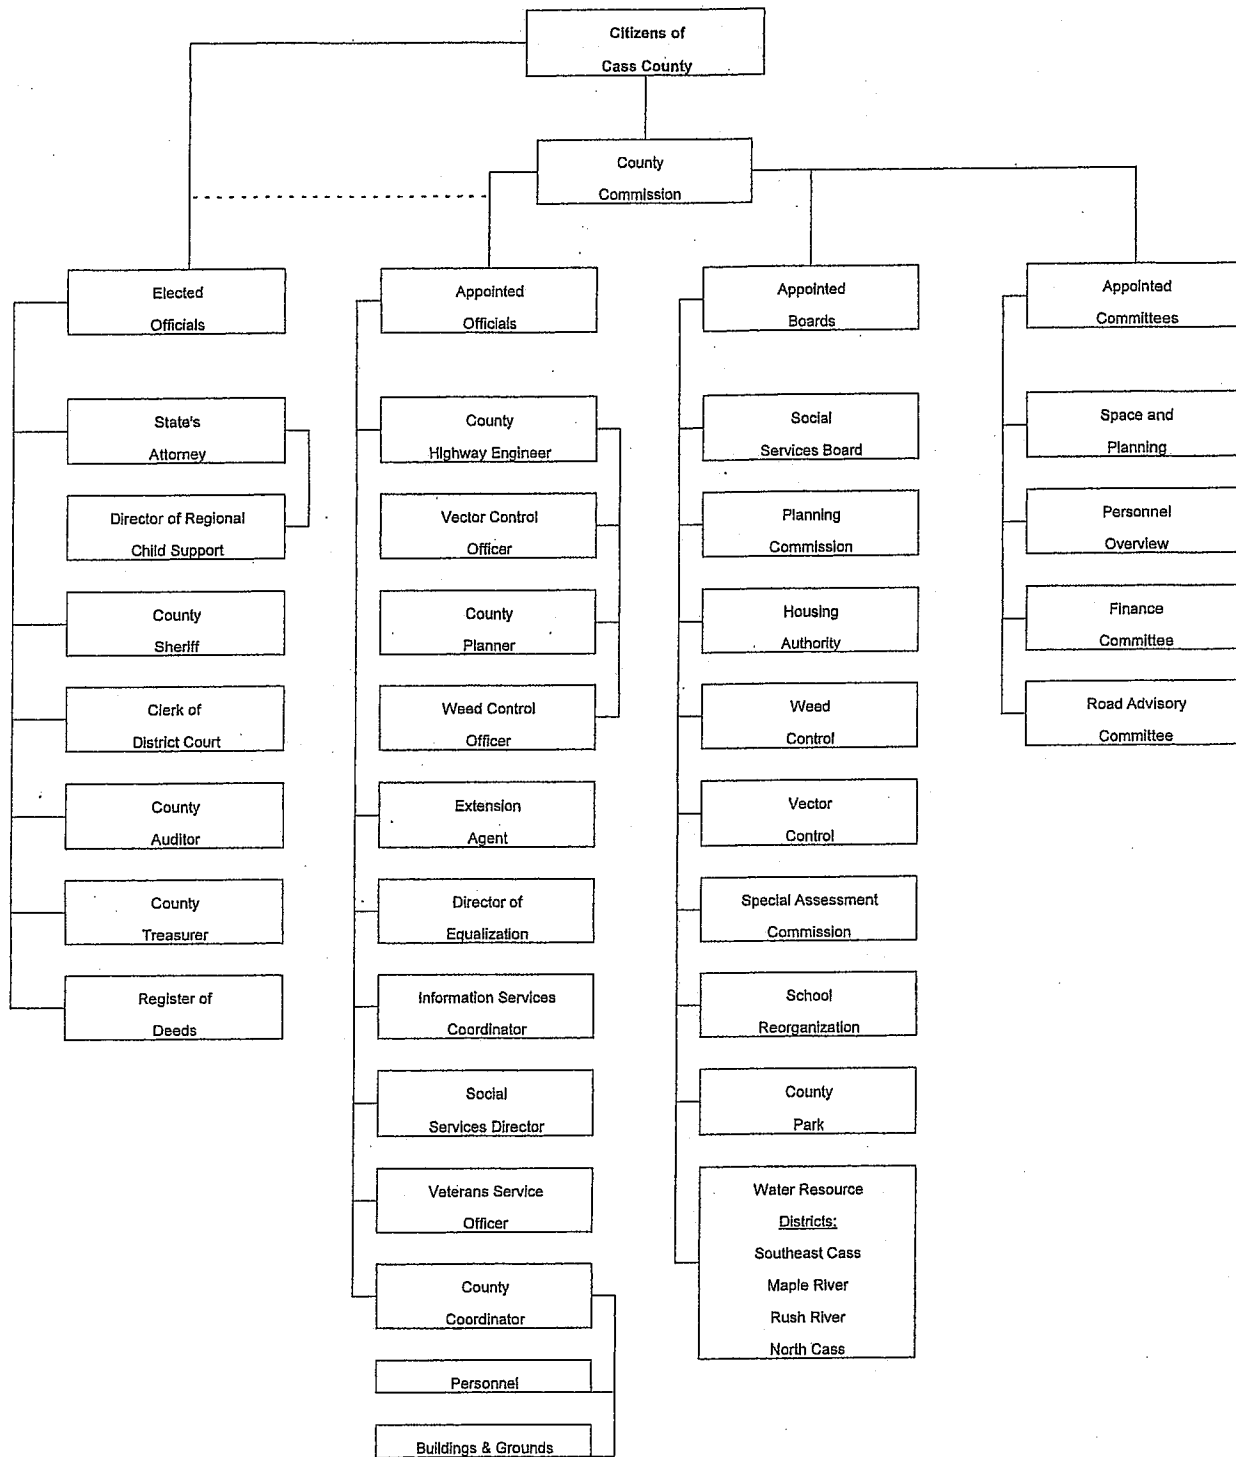 Citizens of
Cass County
County
Commission
Elected
Officials
Appointed
Officials
Appointed
Boards
Appointed
Committees
State's
Attorney
Director of Regional
Child Support
County
Sheriff
Clerk of
District Court
County
Auditor
County
Treasurer
Register of
Deeds
County
Highway Engineer
Vector Control
Officer
County
Planner
Weed Control
Officer
Extension
Agent
Director of
Equalization
Information Services
Coordinator
Social
Services Director
Veterans Service
Officer
County
Coordinator
Personnel
Buildings & Grounds
Social
Services Board
Planning
Commission
Housing
Authority
Weed
Control
Vector
Control
Special Assessment
Commission
School
Reorganization
County
Park
Water Resource
Districts:
Southeast Cass
Maple River
Rush River
North Cass
Space and
Planning
Personnel
Overview
Finance
Committee
Road Advisory
Committee